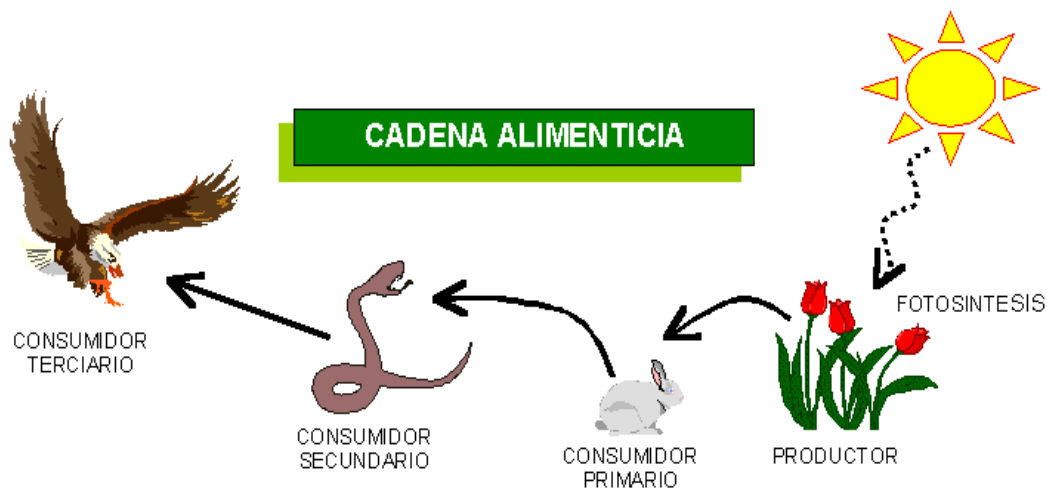 CADENA ALIMENTICIA
FOTOSINTESIS
CONSUMIDOR
TERCIARIO
CONSUMIDOR
SECUNDARIO
CONSUMIDOR
PRIMARIO
PRODUCTOR